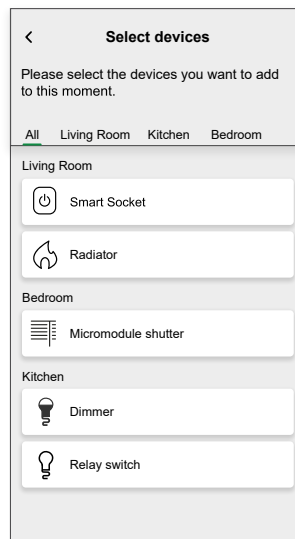 Select devices
Please select the devices you want to add
to this moment.
All Living Room Kitchen Bedroom
Living Room
Smart Socket
Radiator
Bedroom
Micromodule shutter
Kitchen
Dimmer
Relay switch